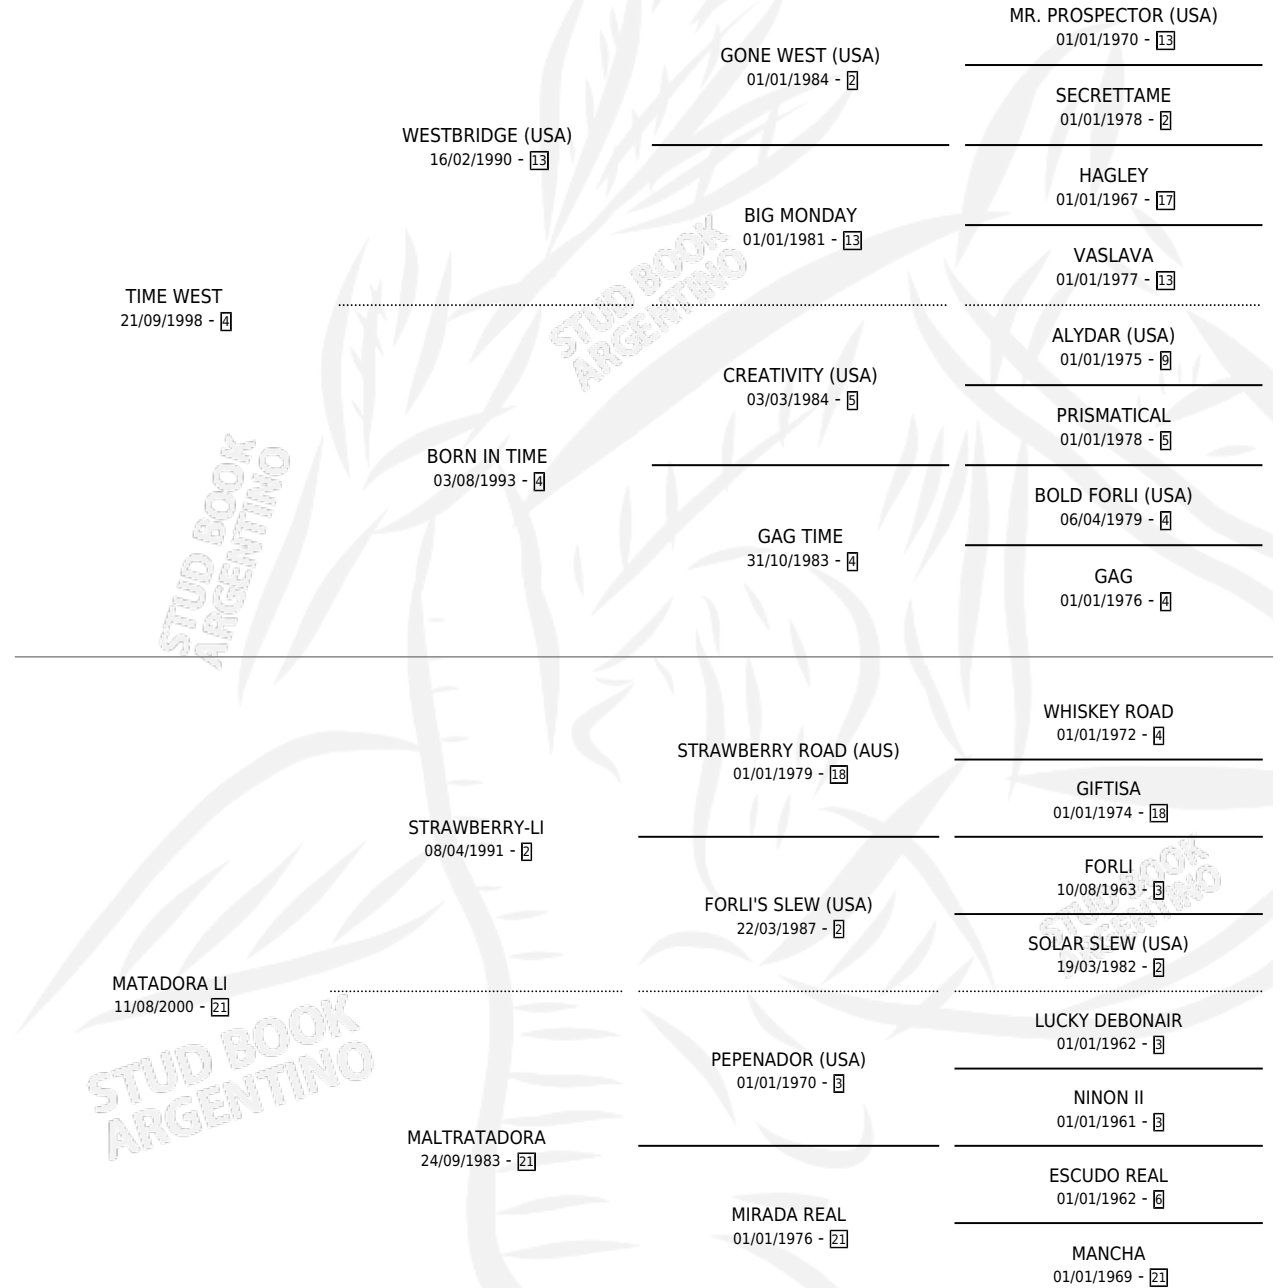 MR. PROSPECTOR (USA)
01/01/1970 - 13
GONE WEST (USA)
01/01/1984 - 2
SECRETTAME
01/01/1978 - 2
WESTBRIDGE (USA)
16/02/1990 - 13
HAGLEY
01/01/1967 - 17
BIG MONDAY
01/01/1981 - 13
VASLAVA
01/01/1977 - 13
TIME WEST
21/09/1998 - 4
ALYDAR (USA)
01/01/1975 - 9
CREATIVITY (USA)
03/03/1984 - 5
PRISMATICAL
01/01/1978 - 5
BORN IN TIME
03/08/1993 - 4
BOLD FORLI (USA)
06/04/1979 - 4
GAG TIME
31/10/1983 - 4
GAG
01/01/1976 - 4
WHISKEY ROAD
01/01/1972 - 4
STRAWBERRY ROAD (AUS)
01/01/1979 - 18
GIFTISA
01/01/1974 - 18
STRAWBERRY-LI
08/04/1991 - 2
FORLI
10/08/1963 - 3
FORLI'S SLEW (USA)
22/03/1987 - 2
SOLAR SLEW (USA)
19/03/1982 - 2
MATADORA LI
11/08/2000 - 21
LUCKY DEBONAIR
01/01/1962 - 3
PEPENADOR (USA)
01/01/1970 - 3
NINON II
01/01/1961 - 3
MALTRATADORA
24/09/1983 - 21
ESCUDO REAL
01/01/1962 - 6
MIRADA REAL
01/01/1976 - 21
MANCHA
01/01/1969 - 21
STUD BOOK
ARGENTINO
STUD BOOK
ARGENTINO
STUD BOOK
ARGENTINO
STUD BOOK
ARGENTINO